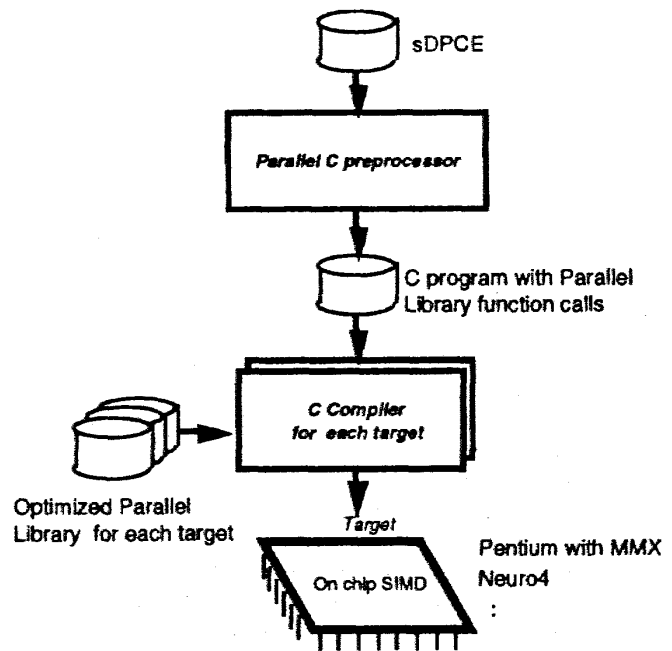 sDPCE
Parallel C preprocessor
C program with Parallel
Library function calls
C Compiler
for each target
Optimized Parallel
Library for each target
Target
On chip SIMD
Pentium with MMX
Neuro4
: